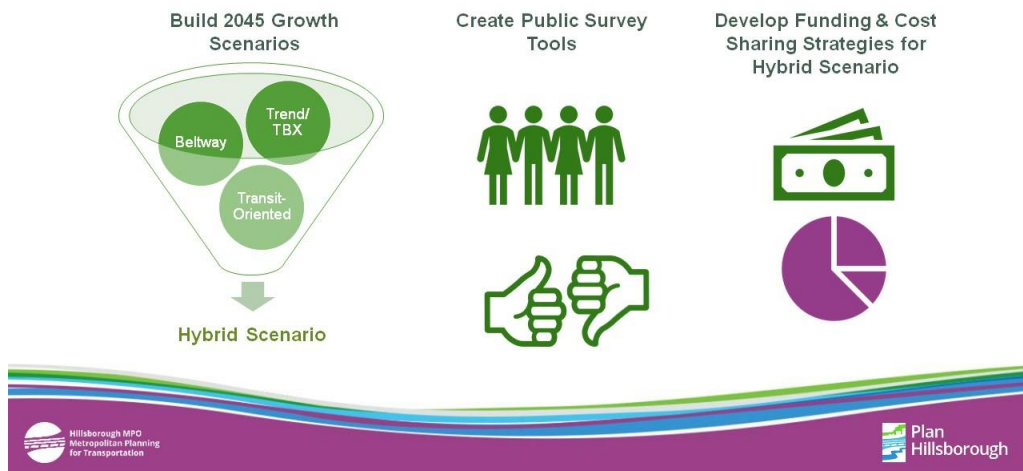 Build 2045 Growth
Scenarios
Beltway
Trend/
TBX
Transit-
Oriented
Hybrid Scenario
Create Public Survey
Tools
Develop Funding & Cost
Sharing Strategies for
Hybrid Scenario
Hillsborough MPO
Metropolitan Planning
for Transportation
Plan
Hillsborough